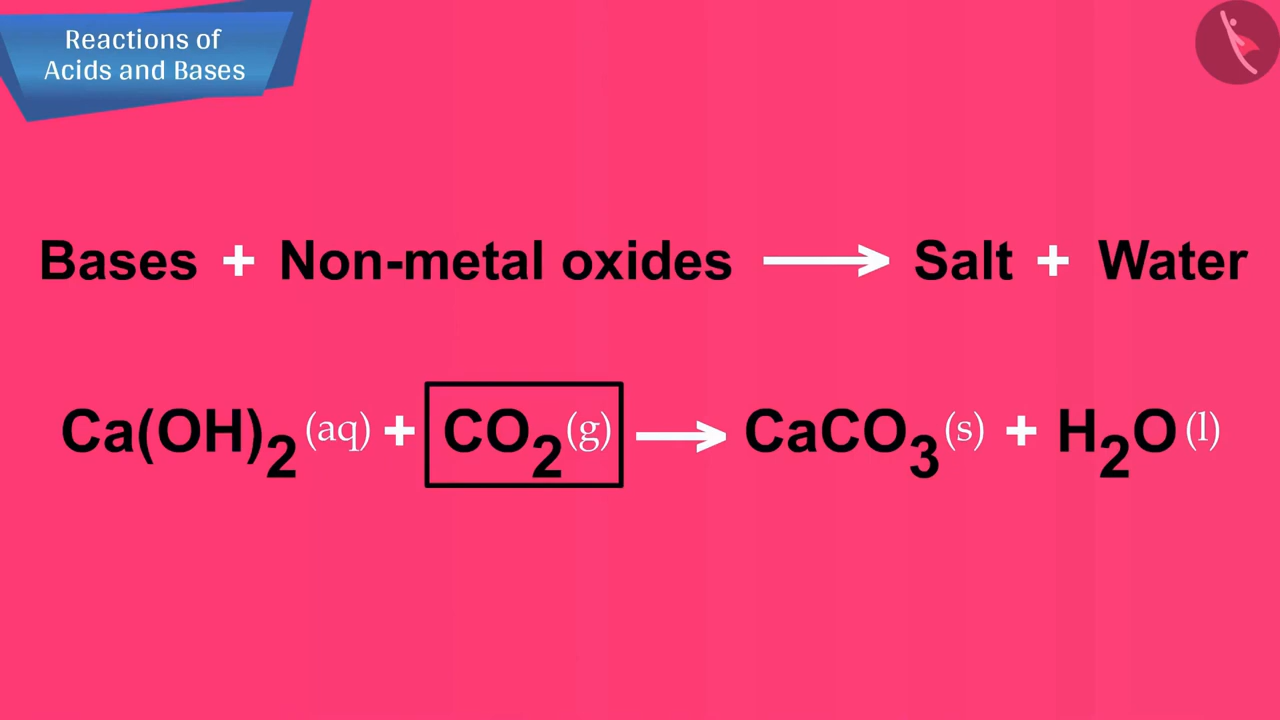 Reactions of
Acids and Bases
Bases + Non-metal oxides ⟶ Salt + Water
Ca(OH)₂ (aq) + CO₂ (g) ⟶ CaCO₃ (s) + H₂O (l)